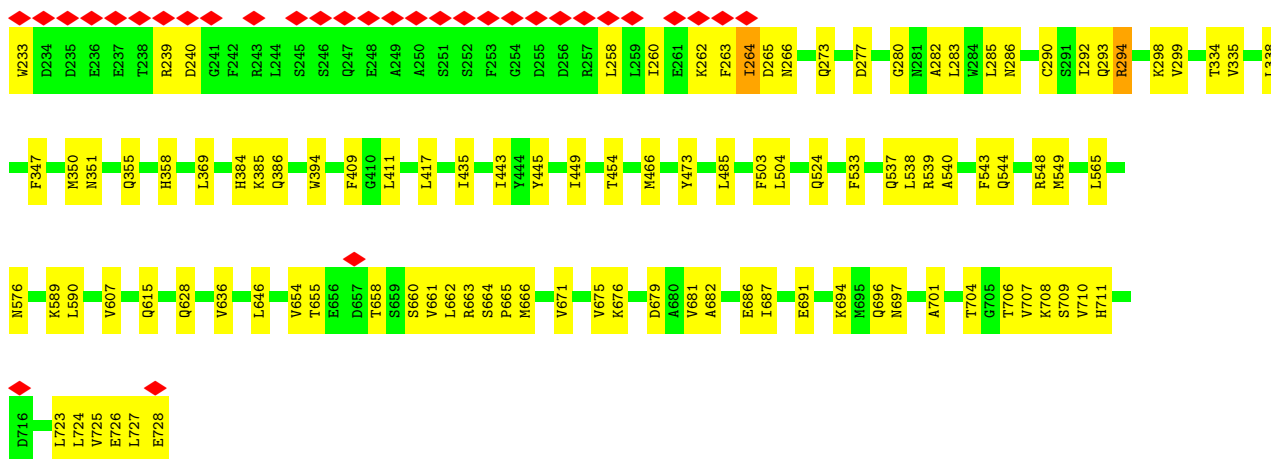 W233 D234 D235 E236 E237 T238 R239 D240 G241 F242 R243 L244 S245 S246 Q247 E248 A249 A250 S251 S252 F253 G254 D255 D256 R257 L258 L259 I260 E261 K262 F263 I264 D265 N266 Q273 D277 G280 N281 A282 L283 W284 L285 N286 C290 S291 I292 Q293 R294 K298 V299 T334 V335 L338
F347 M350 N351 Q355 H358 L369 H384 K385 Q386 W394 F409 G410 L411 L417 I435 I443 Y444 Y445 I449 T454 M466 Y473 L485 F503 L504 Q524 F533 Q537 L538 R539 A540 F543 Q544 R548 M549 L565
N576 K589 L590 V607 Q615 Q628 V636 L646 V654 T655 E656 D657 T658 S659 S660 V661 L662 R663 S664 P665 M666 V671 V675 K676 D679 A680 V681 A682 E686 I687 E691 K694 M695 Q696 N697 A701 T704 G705 T706 V707 K708 S709 V710 H711
D716 L723 L724 V725 E726 L727 E728